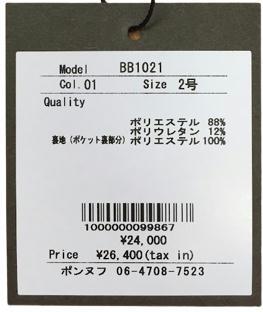 Model BB1021
Col.01 Size 2号
Quality
ポリエステル 88%
ポリウレタン 12%
裏地(ポケット裏部分)ポリエステル100%
1000000099867
¥24,000
Price ¥26,400(tax in)
ポンヌフ 06-4708-7523